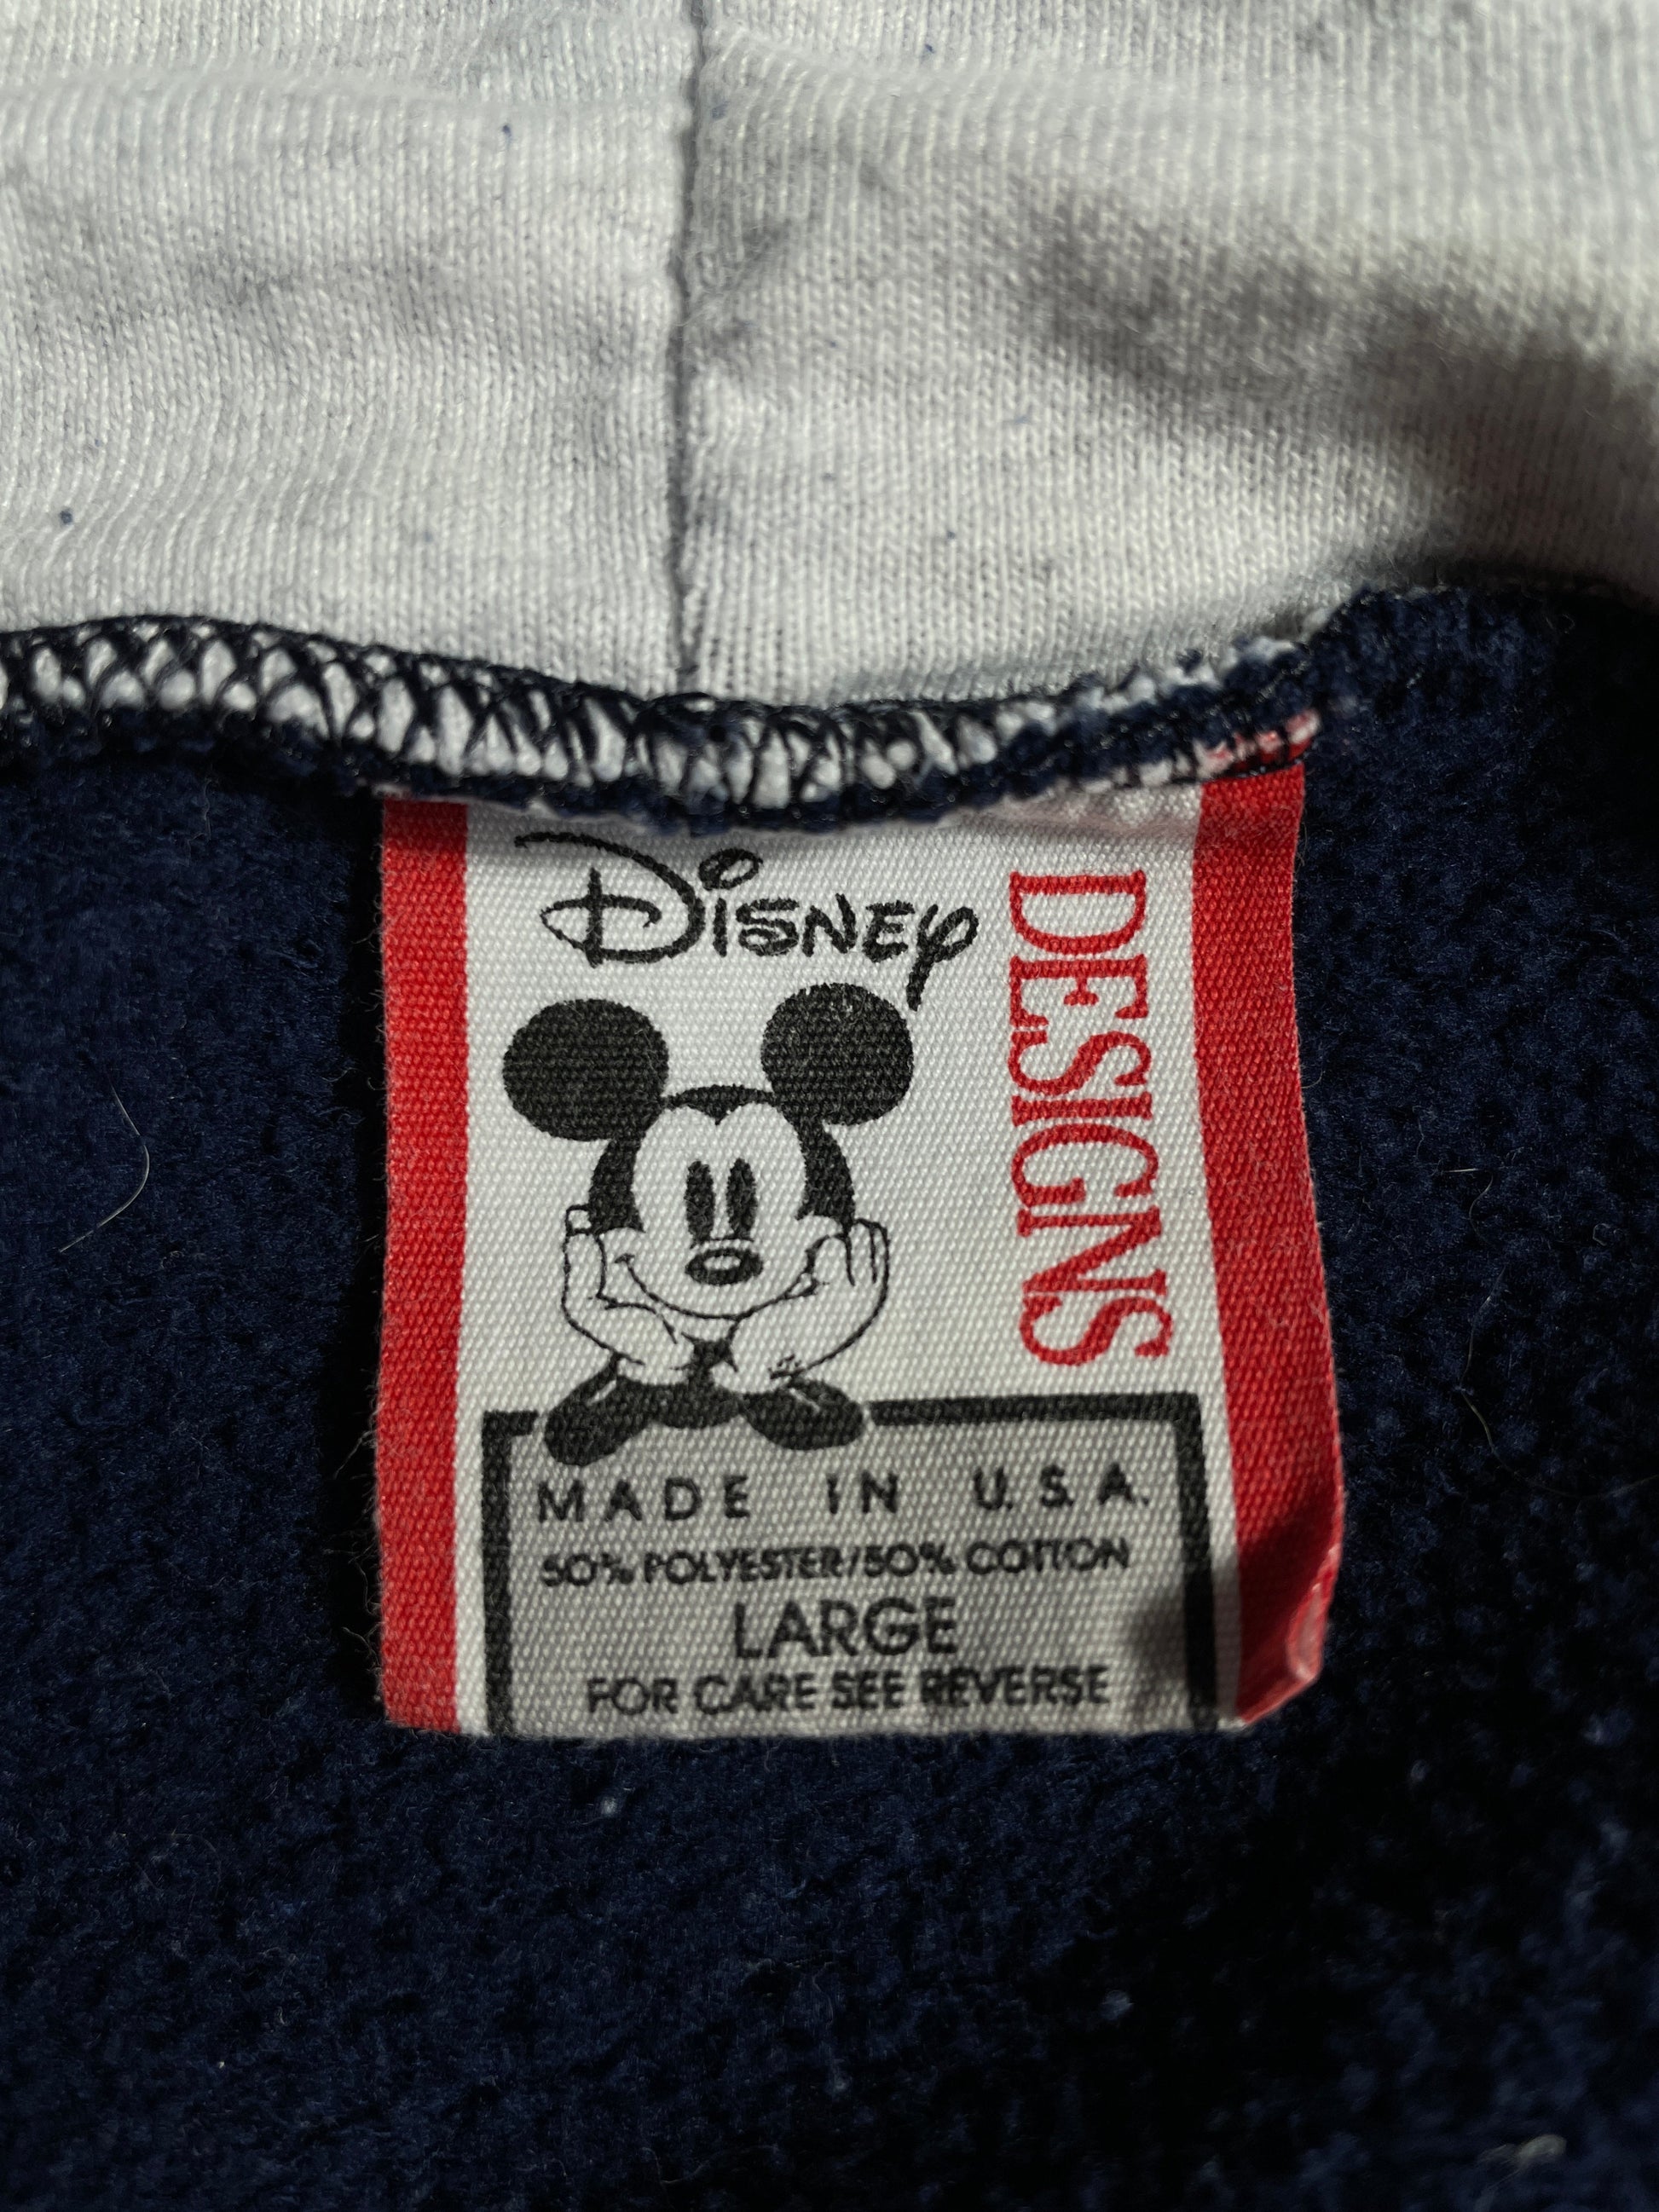 Disney
DESIGNS
MADE IN U.S.A.
50% POLYESTER/50% COTTON
LARGE
FOR CARE SEE REVERSE